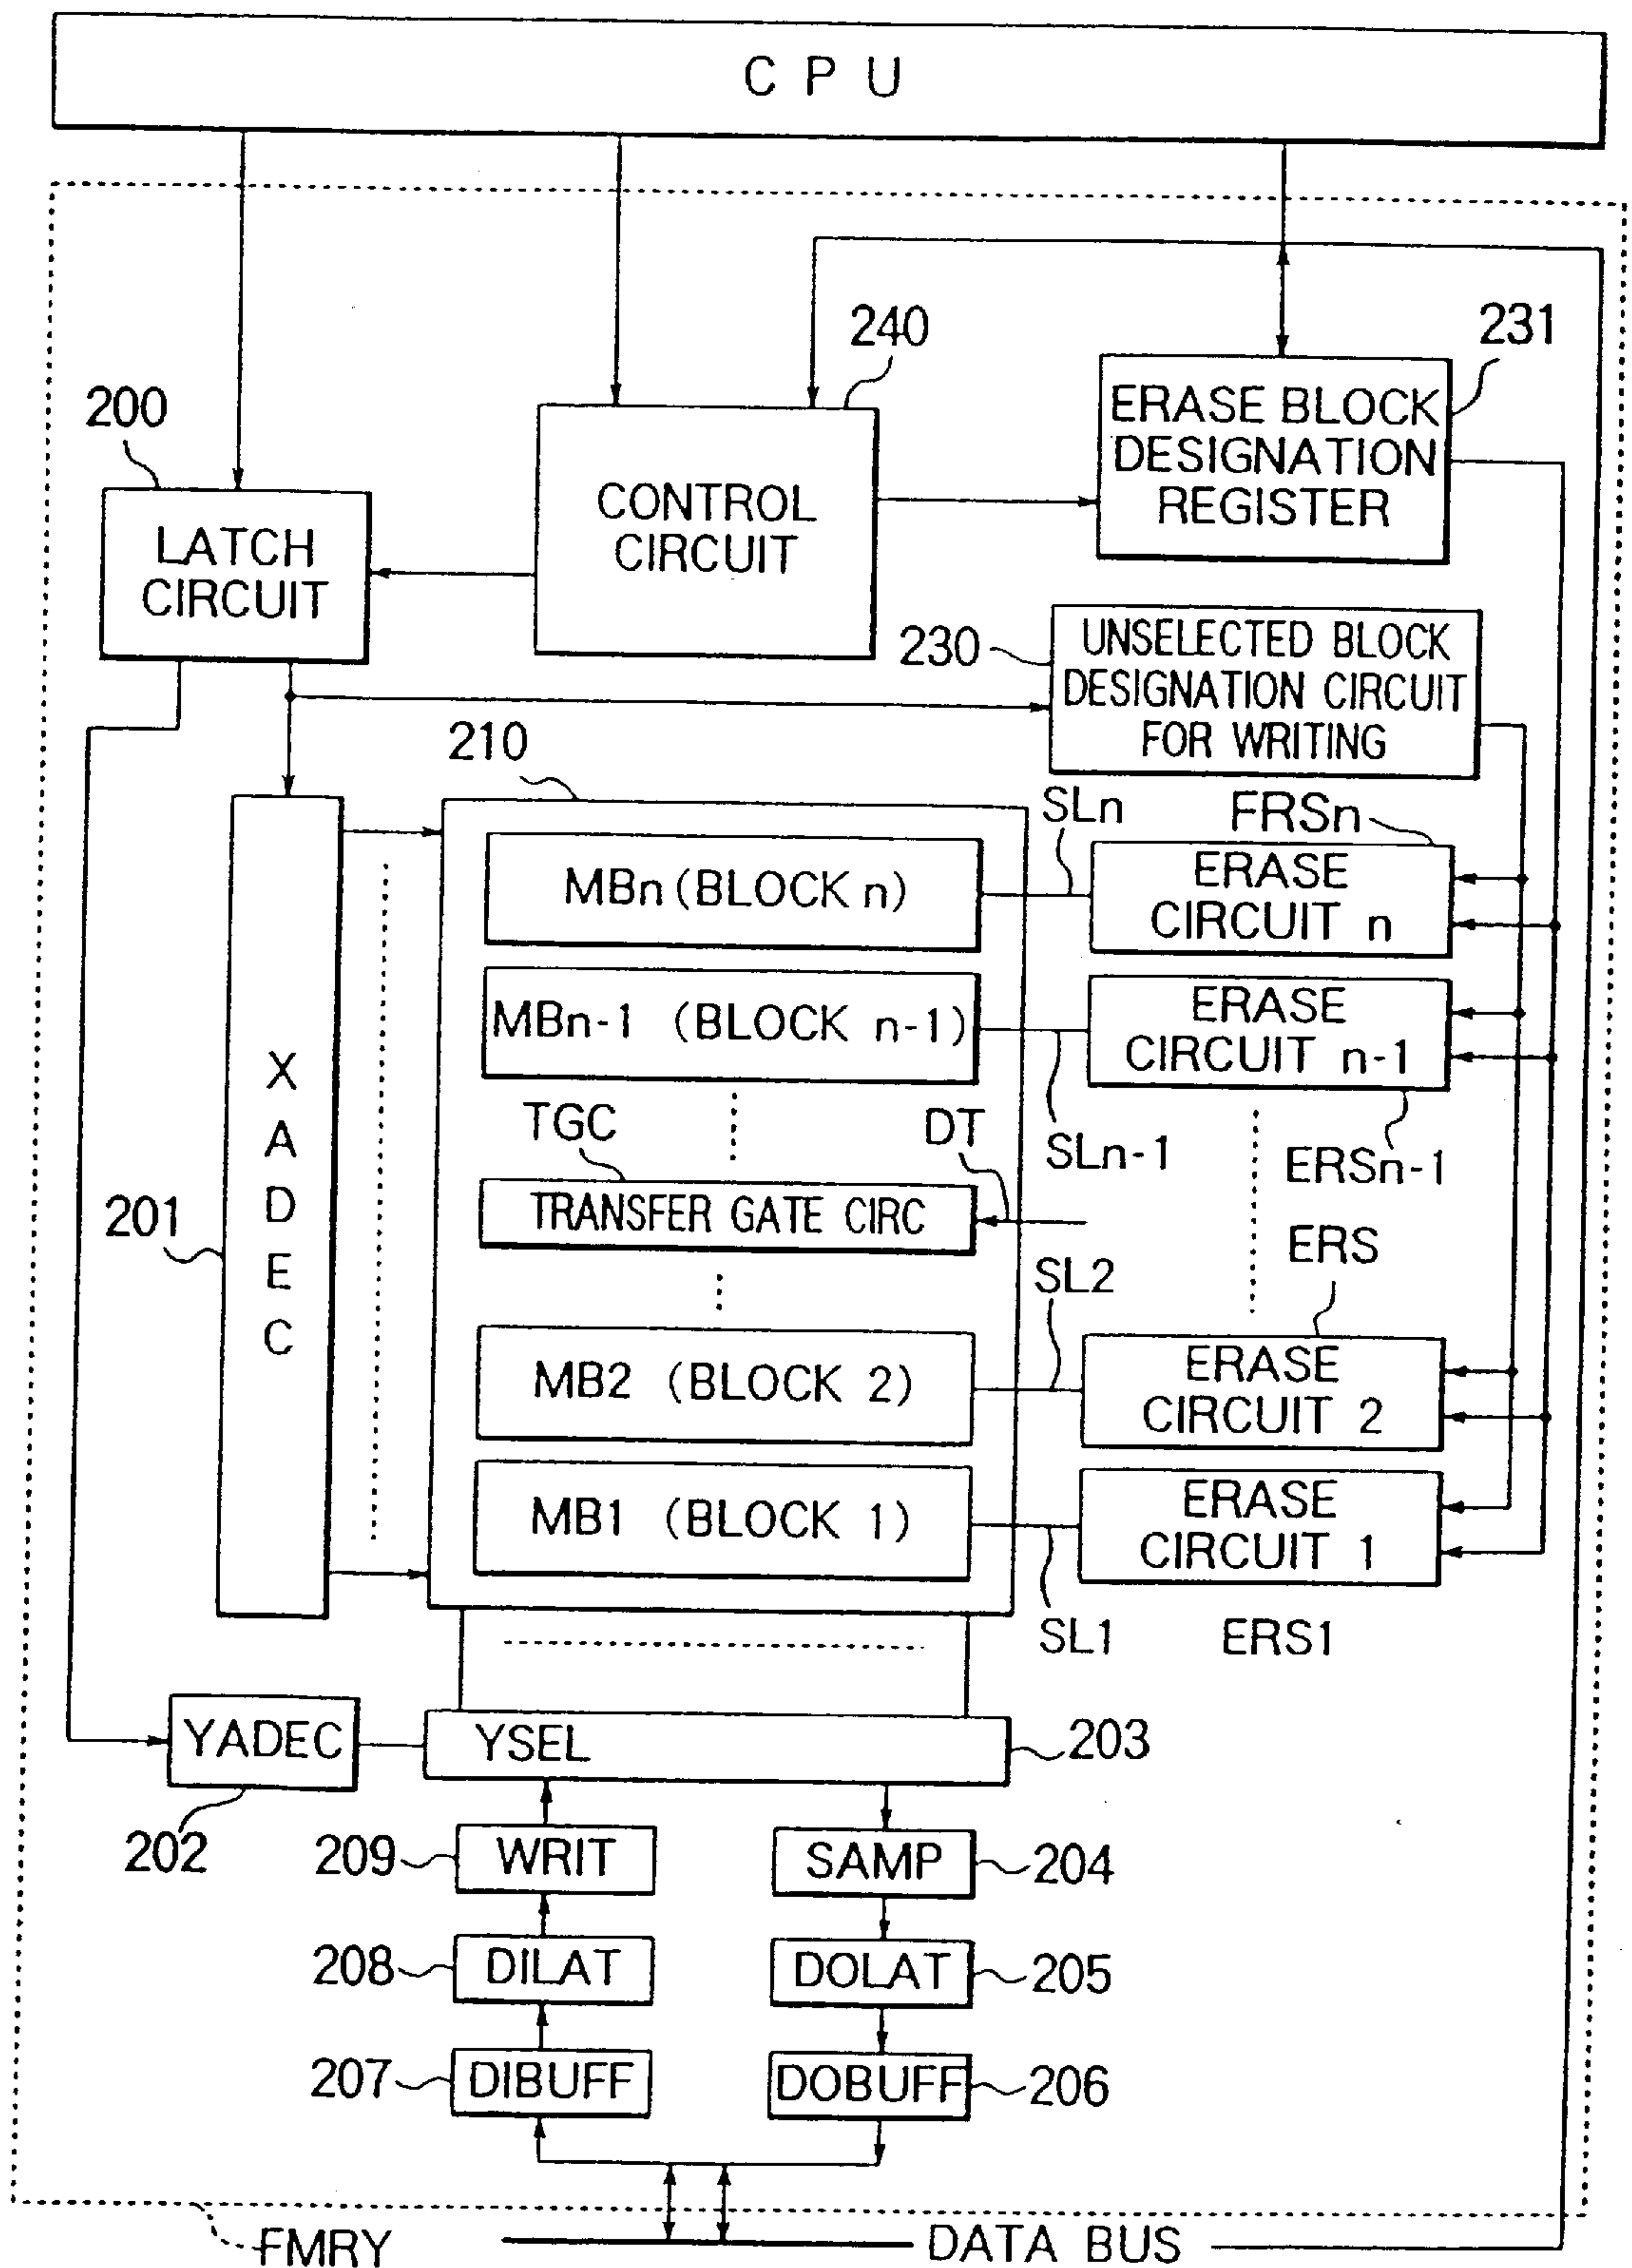 C P U
240
231
200
ERASE BLOCK
DESIGNATION
REGISTER
CONTROL
CIRCUIT
LATCH
CIRCUIT
230
UNSELECTED BLOCK
DESIGNATION CIRCUIT
FOR WRITING
210
SLn
FRSn
MBn (BLOCK n)
ERASE
CIRCUIT n
MBn-1 (BLOCK n-1)
ERASE
CIRCUIT n-1
X
A
D
E
C
TGC
DT
SLn-1
ERSn-1
201
TRANSFER GATE CIRC
ERS
SL2
MB2 (BLOCK 2)
ERASE
CIRCUIT 2
MB1 (BLOCK 1)
ERASE
CIRCUIT 1
SL1
ERS1
YADEC
YSEL
203
202
209
WRIT
SAMP
204
208
DILAT
DOLAT
205
207
DIBUFF
DOBUFF
206
FMRY
DATA BUS